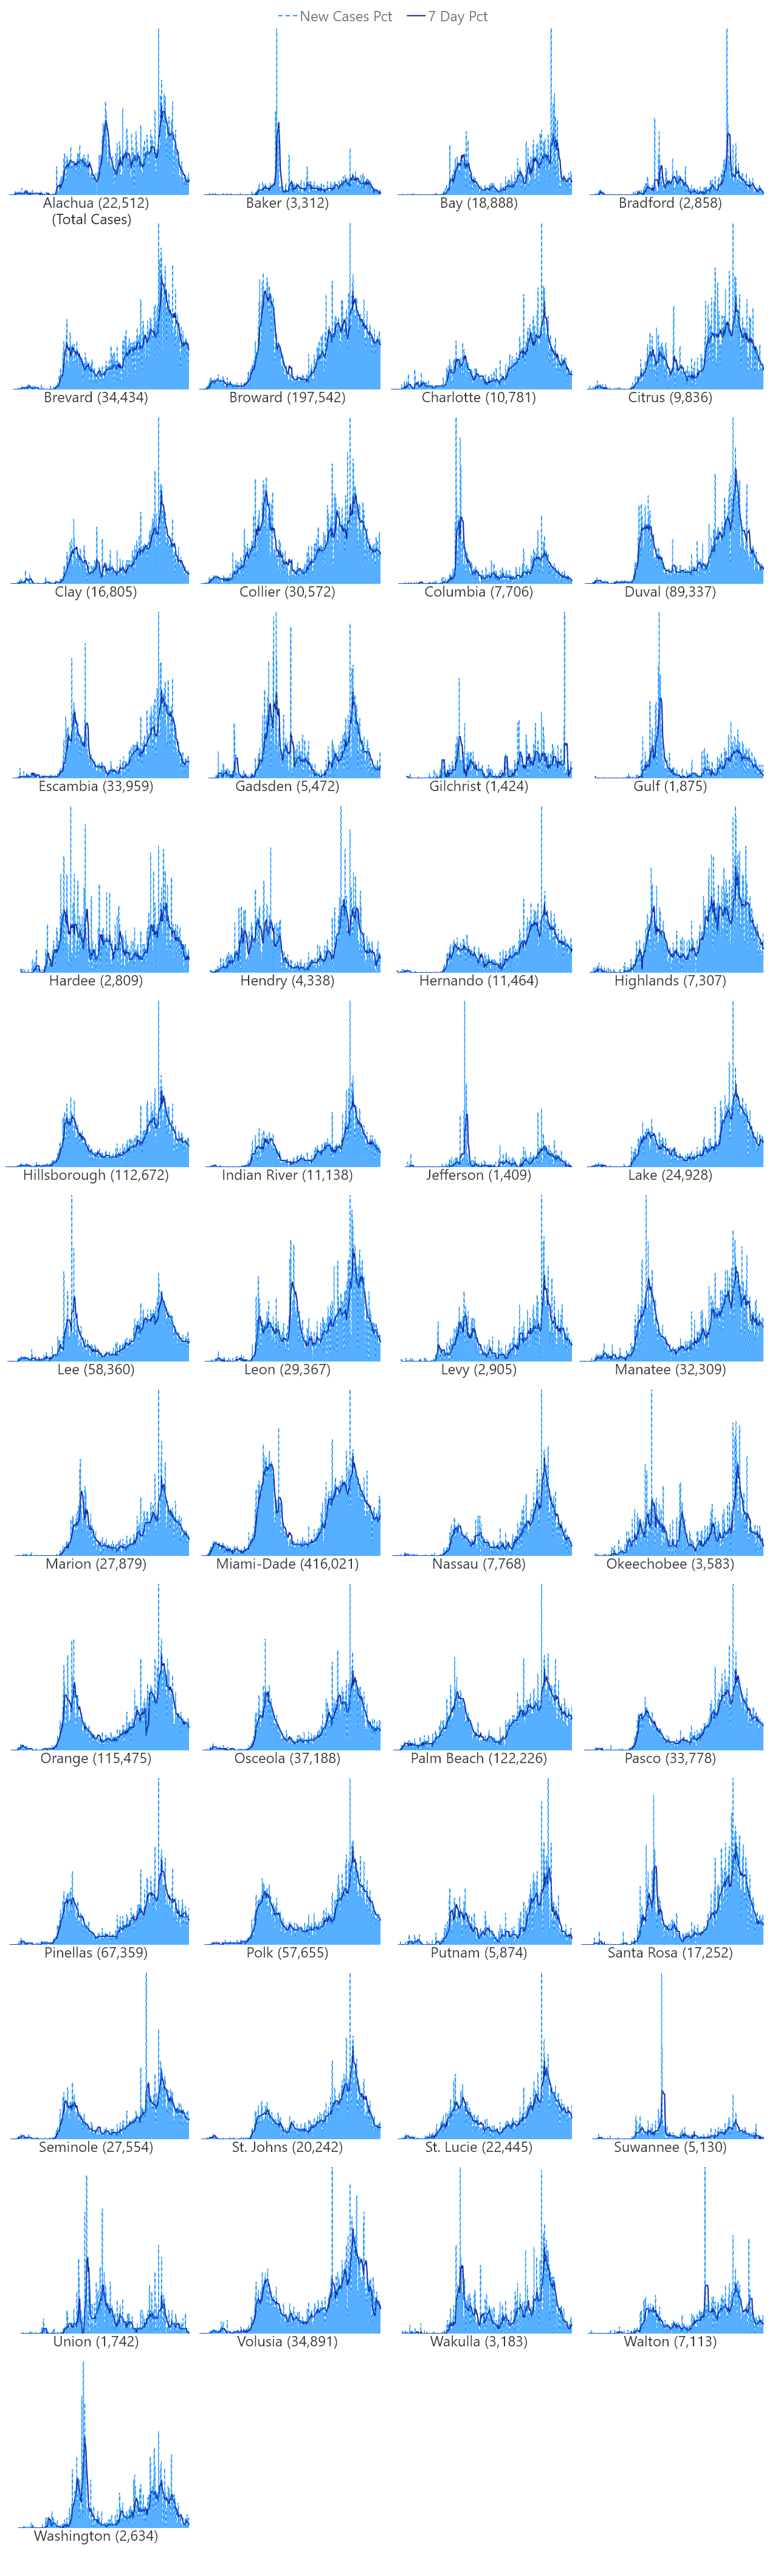 New Cases Pct 7 Day Pct
Alachua (22,512) Baker (3,312) Bay (18,888) Bradford (2,858)
(Total Cases)
Brevard (34,434) Broward (197,542) Charlotte (10,781) Citrus (9,836)
Clay (16,805) Collier (30,572) Columbia (7,706) Duval (89,337)
Escambia (33,959) Gadsden (5,472) Gilchrist (1,424) Gulf (1,875)
Hardee (2,809) Hendry (4,338) Hernando (11,464) Highlands (7,307)
Hillsborough (112,672) Indian River (11,138) Jefferson (1,409) Lake (24,928)
Lee (58,360) Leon (29,367) Levy (2,905) Manatee (32,309)
Marion (27,879) Miami-Dade (416,021) Nassau (7,768) Okeechobee (3,583)
Orange (115,475) Osceola (37,188) Palm Beach (122,226) Pasco (33,778)
Pinellas (67,359) Polk (57,655) Putnam (5,874) Santa Rosa (17,252)
Seminole (27,554) St. Johns (20,242) St. Lucie (22,445) Suwannee (5,130)
Union (1,742) Volusia (34,891) Wakulla (3,183) Walton (7,113)
Washington (2,634)